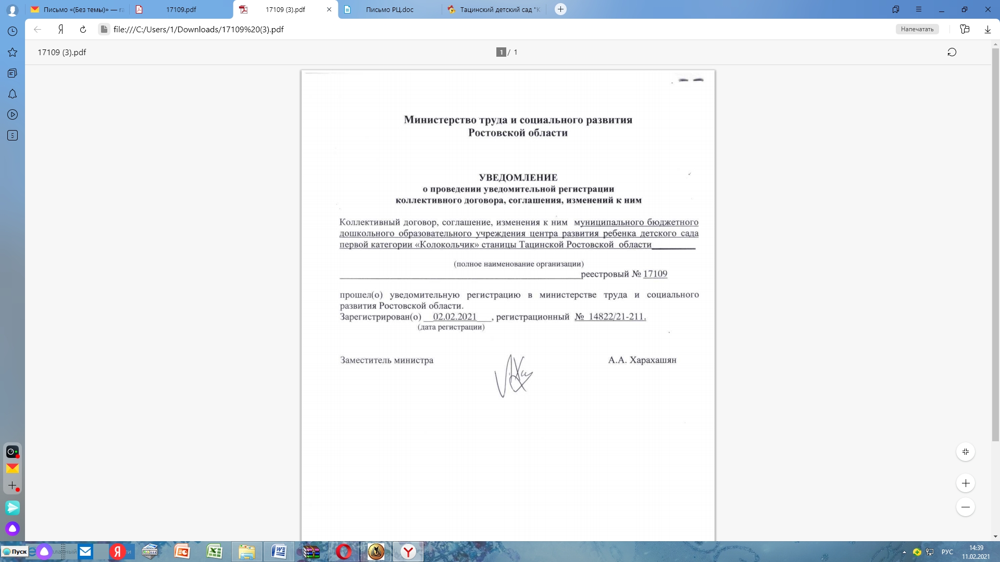 Письмо «(Без темы)» — га
17109.pdf
17109 (3).pdf
Письмо РЦ.doc
Тацинский детский сад "К
file:///C:/Users/1/Downloads/17109%20(3).pdf
Напечатать
17109 (3).pdf
1 / 1
5
Министерство труда и социального развития
Ростовской области
УВЕДОМЛЕНИЕ
о проведении уведомительной регистрации
коллективного договора, соглашения, изменений к ним
Коллективный договор, соглашение, изменения к ним муниципального бюджетного
дошкольного образовательного учреждения центра развития ребенка детского сада
первой категории «Колокольчик» станицы Тацинской Ростовской области
(полное наименование организации)
реестровый № 17109
прошел(о) уведомительную регистрацию в министерстве труда и социального
развития Ростовской области.
Зарегистрирован(о) __02.02.2021___, регистрационный № 14822/21-211.
(дата регистрации)
Заместитель министра А.А. Харахашян
Пуск
РУС
14:39
11.02.2021